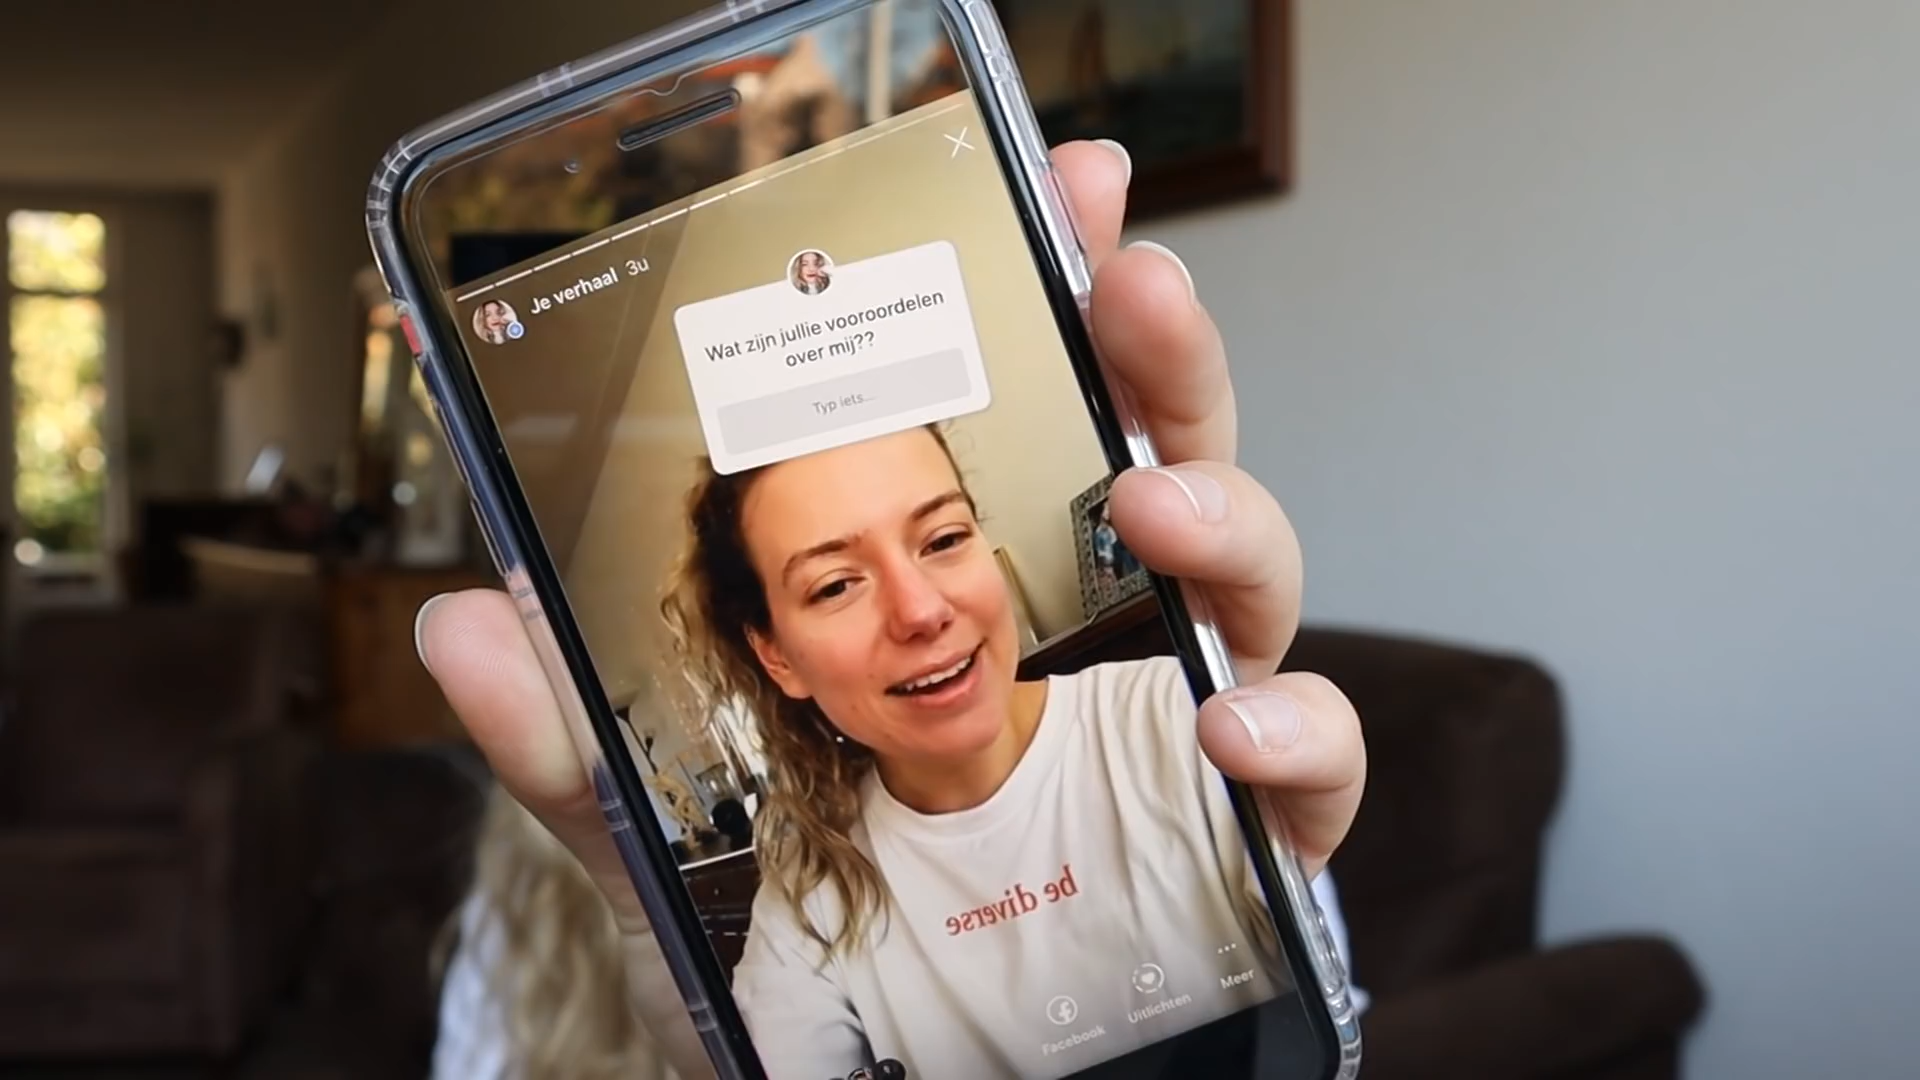 Je verhaal 3u
Wat zijn jullie vooroordelen
over mij??
Typ iets...
be diverse
Facebook
Uitlichten
Meer